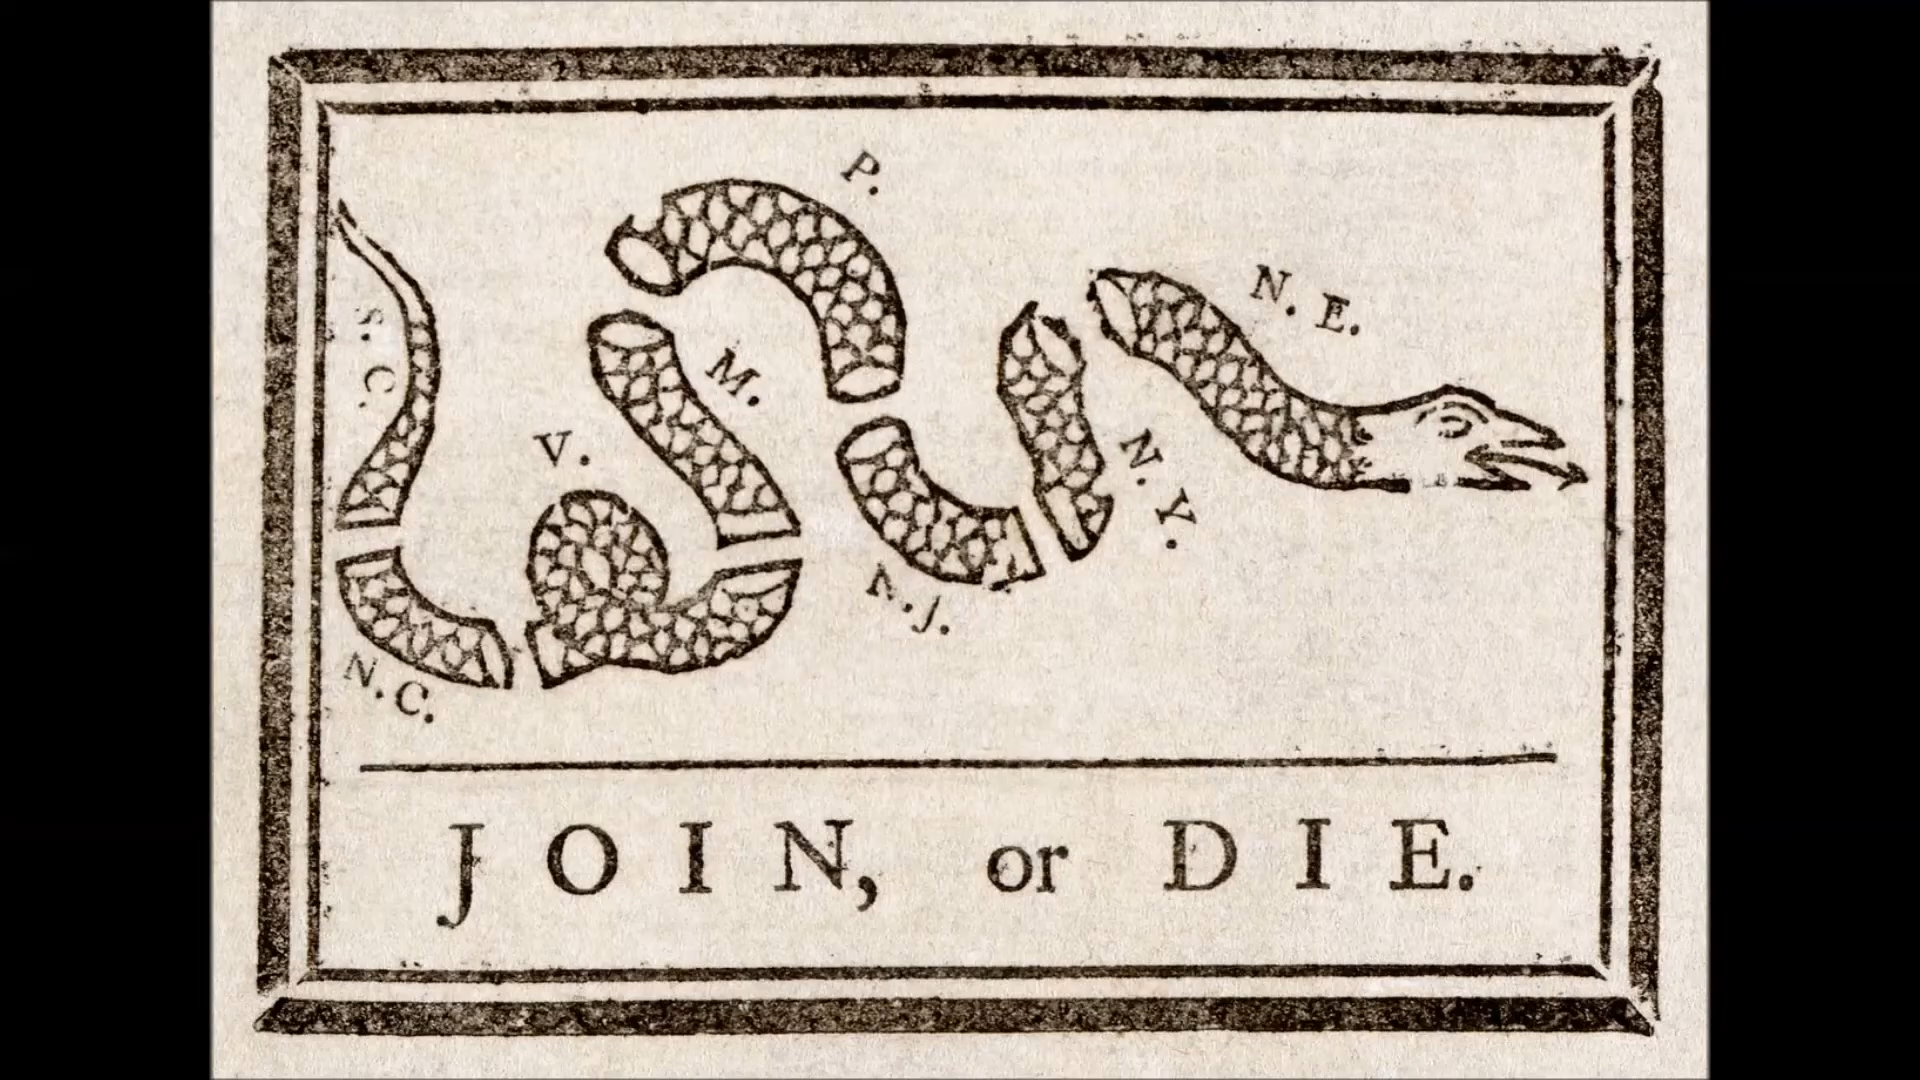 P.
N. E.
S. C.
M.
V.
N. Y.
N. J.
N. C.
JOIN, or DIE.